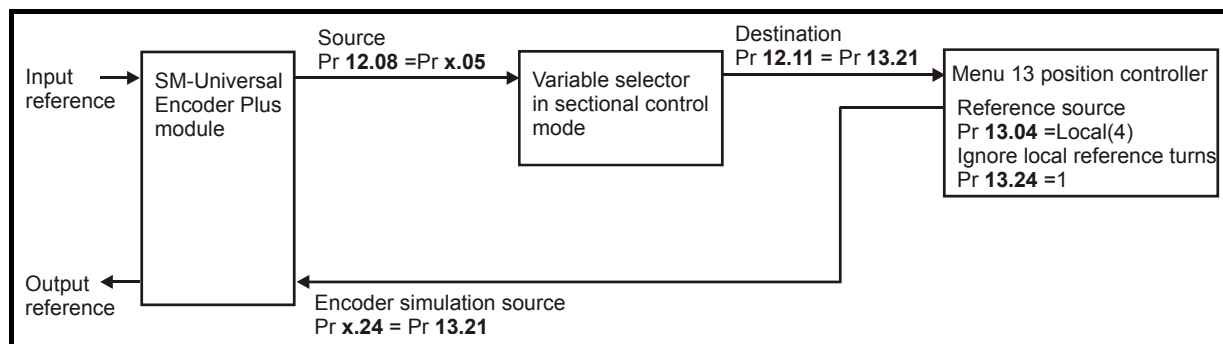 Input
reference
SM-Universal
Encoder Plus
module
Source
Pr 12.08 =Pr x.05
Variable selector
in sectional control
mode
Destination
Pr 12.11 = Pr 13.21
Menu 13 position controller
Reference source
Pr 13.04 =Local(4)
Ignore local reference turns
Pr 13.24 =1
Output
reference
Encoder simulation source
Pr x.24 = Pr 13.21